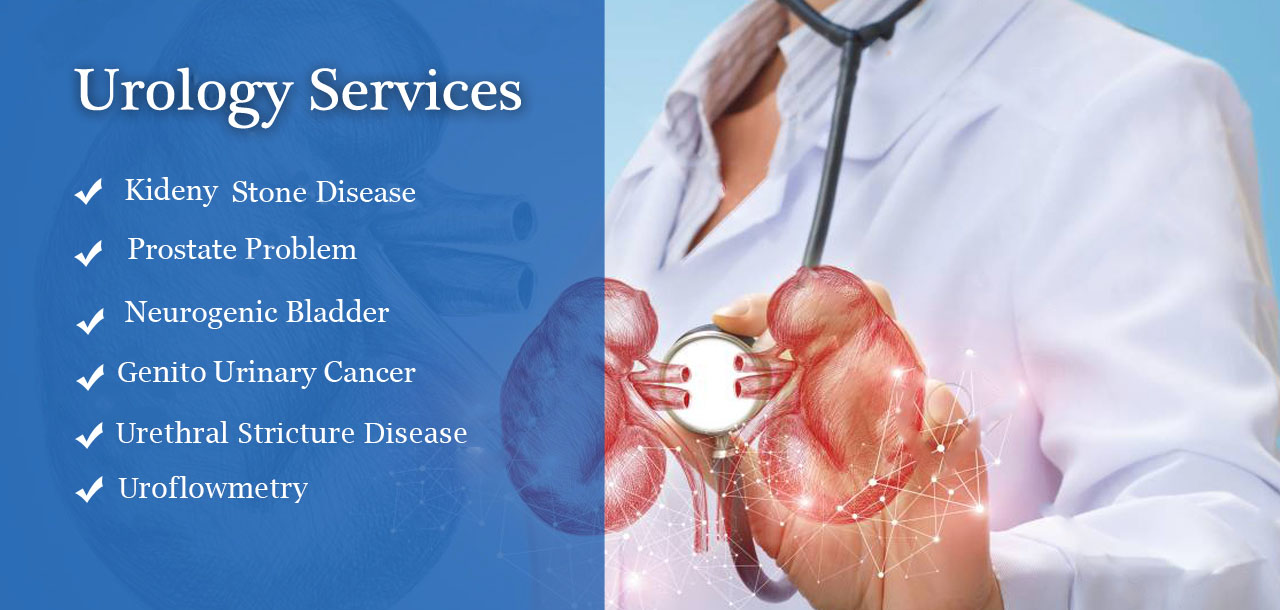 Urology Services
Kideny Stone Disease
Prostate Problem
Neurogenic Bladder
Genito Urinary Cancer
Urethral Stricture Disease
Uroflowmetry